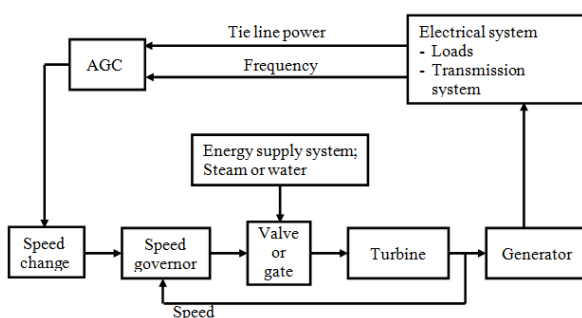 Tie line power
Electrical system
- Loads
- Transmission
system
AGC
Frequency
Energy supply system;
Steam or water
Speed
change
Speed
governor
Valve
or
gate
Turbine
Generator
Speed